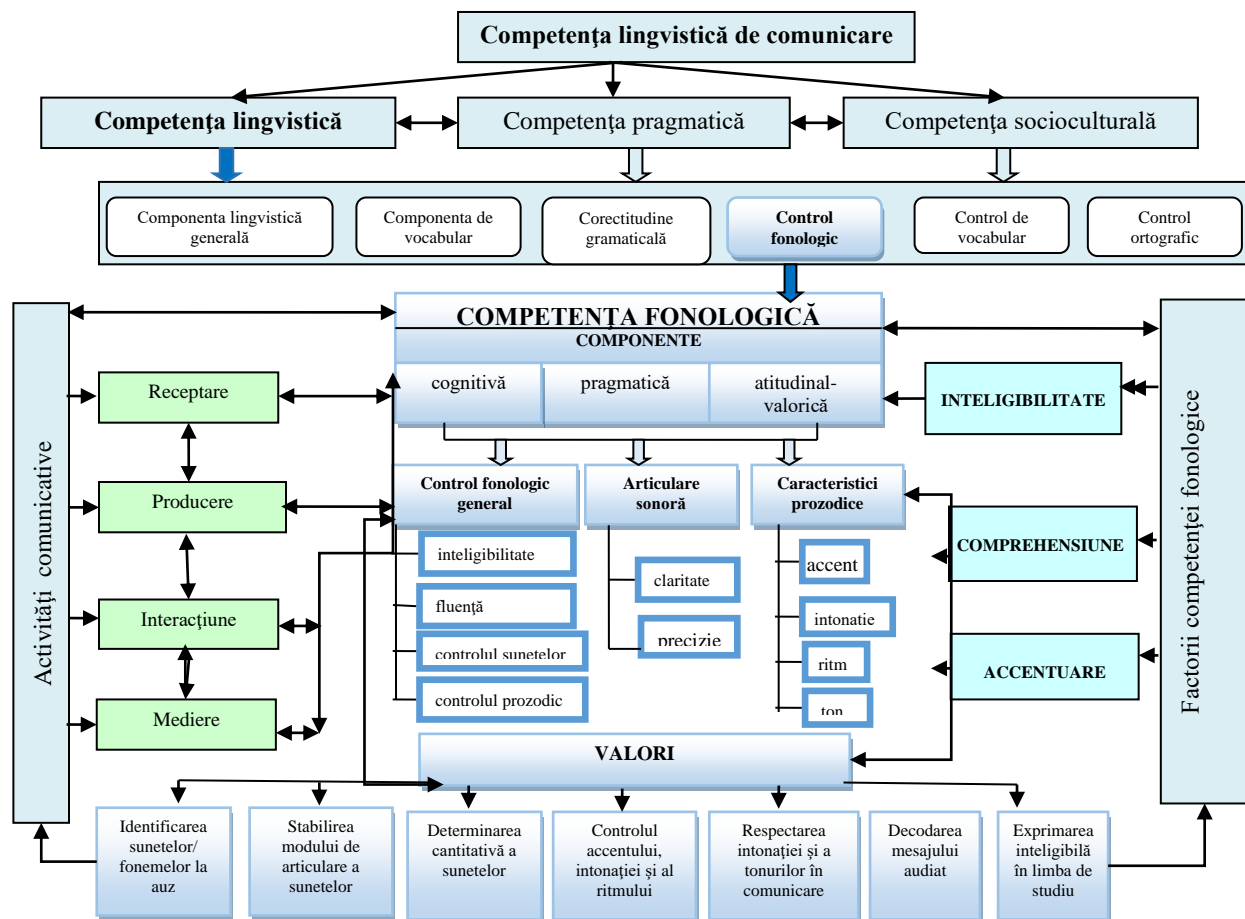 Competenţa lingvistică de comunicare
Competenţa lingvistică
Competenţa pragmatică
Competenţa socioculturală
Componenta lingvistică
generală
Componenta de
vocabular
Corectitudine
gramaticală
Control
fonologic
Control de
vocabular
Control
ortografic
Activităţi comunicative
COMPETENŢA FONOLOGICĂ
COMPONENTE
cognitivă
pragmatică
atitudinal-
valorică
Receptare
Producere
Interacţiune
Mediere
INTELIGIBILITATE
COMPREHENSIUNE
ACCENTUARE
Factorii competenţei fonologice
Control fonologic
general
inteligibilitate
fluenţă
controlul sunetelor
controlul prozodic
Articulare
sonoră
claritate
precizie
Caracteristici
prozodice
accent
intonatie
ritm
ton
VALORI
Identificarea
sunetelor/
fonemelor la
auz
Stabilirea
modului de
articulare a
sunetelor
Determinarea
cantitativă a
sunetelor
Controlul
accentului,
intonaţiei şi al
ritmului
Respectarea
intonaţiei şi a
tonurilor în
comunicare
Decodarea
mesajului
audiat
Exprimarea
inteligibilă
în limba de
studiu